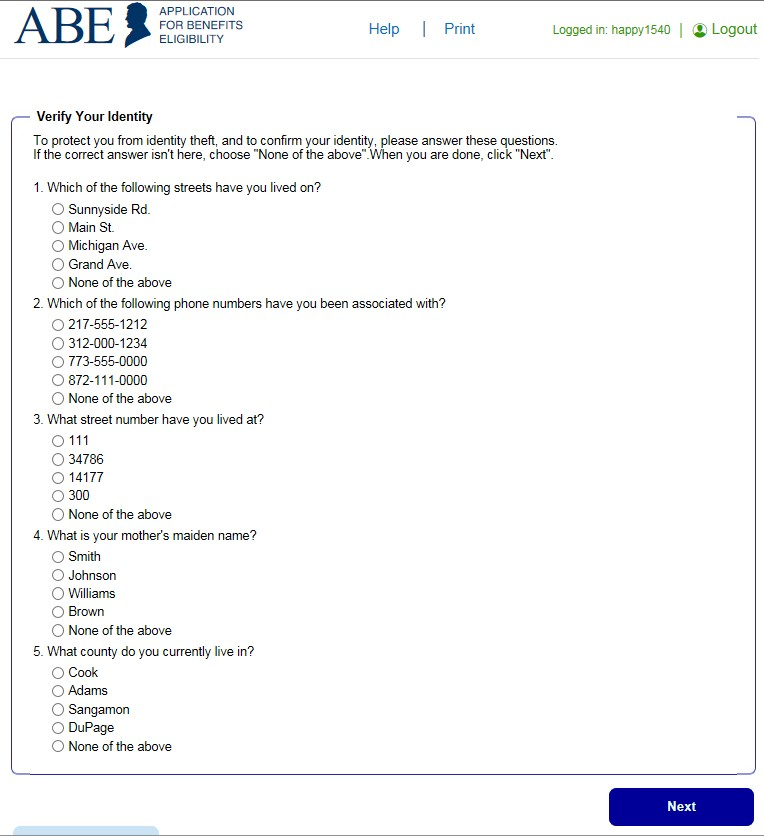 ABE APPLICATION
FOR BENEFITS
ELIGIBILITY
Help | Print
Logged in: happy1540 | Logout
Verify Your Identity
To protect you from identity theft, and to confirm your identity, please answer these questions.
If the correct answer isn't here, choose "None of the above".When you are done, click "Next".
1. Which of the following streets have you lived on?
Sunnyside Rd.
Main St.
Michigan Ave.
Grand Ave.
None of the above
2. Which of the following phone numbers have you been associated with?
217-555-1212
312-000-1234
773-555-0000
872-111-0000
None of the above
3. What street number have you lived at?
111
34786
14177
300
None of the above
4. What is your mother's maiden name?
Smith
Johnson
Williams
Brown
None of the above
5. What county do you currently live in?
Cook
Adams
Sangamon
DuPage
None of the above
Next